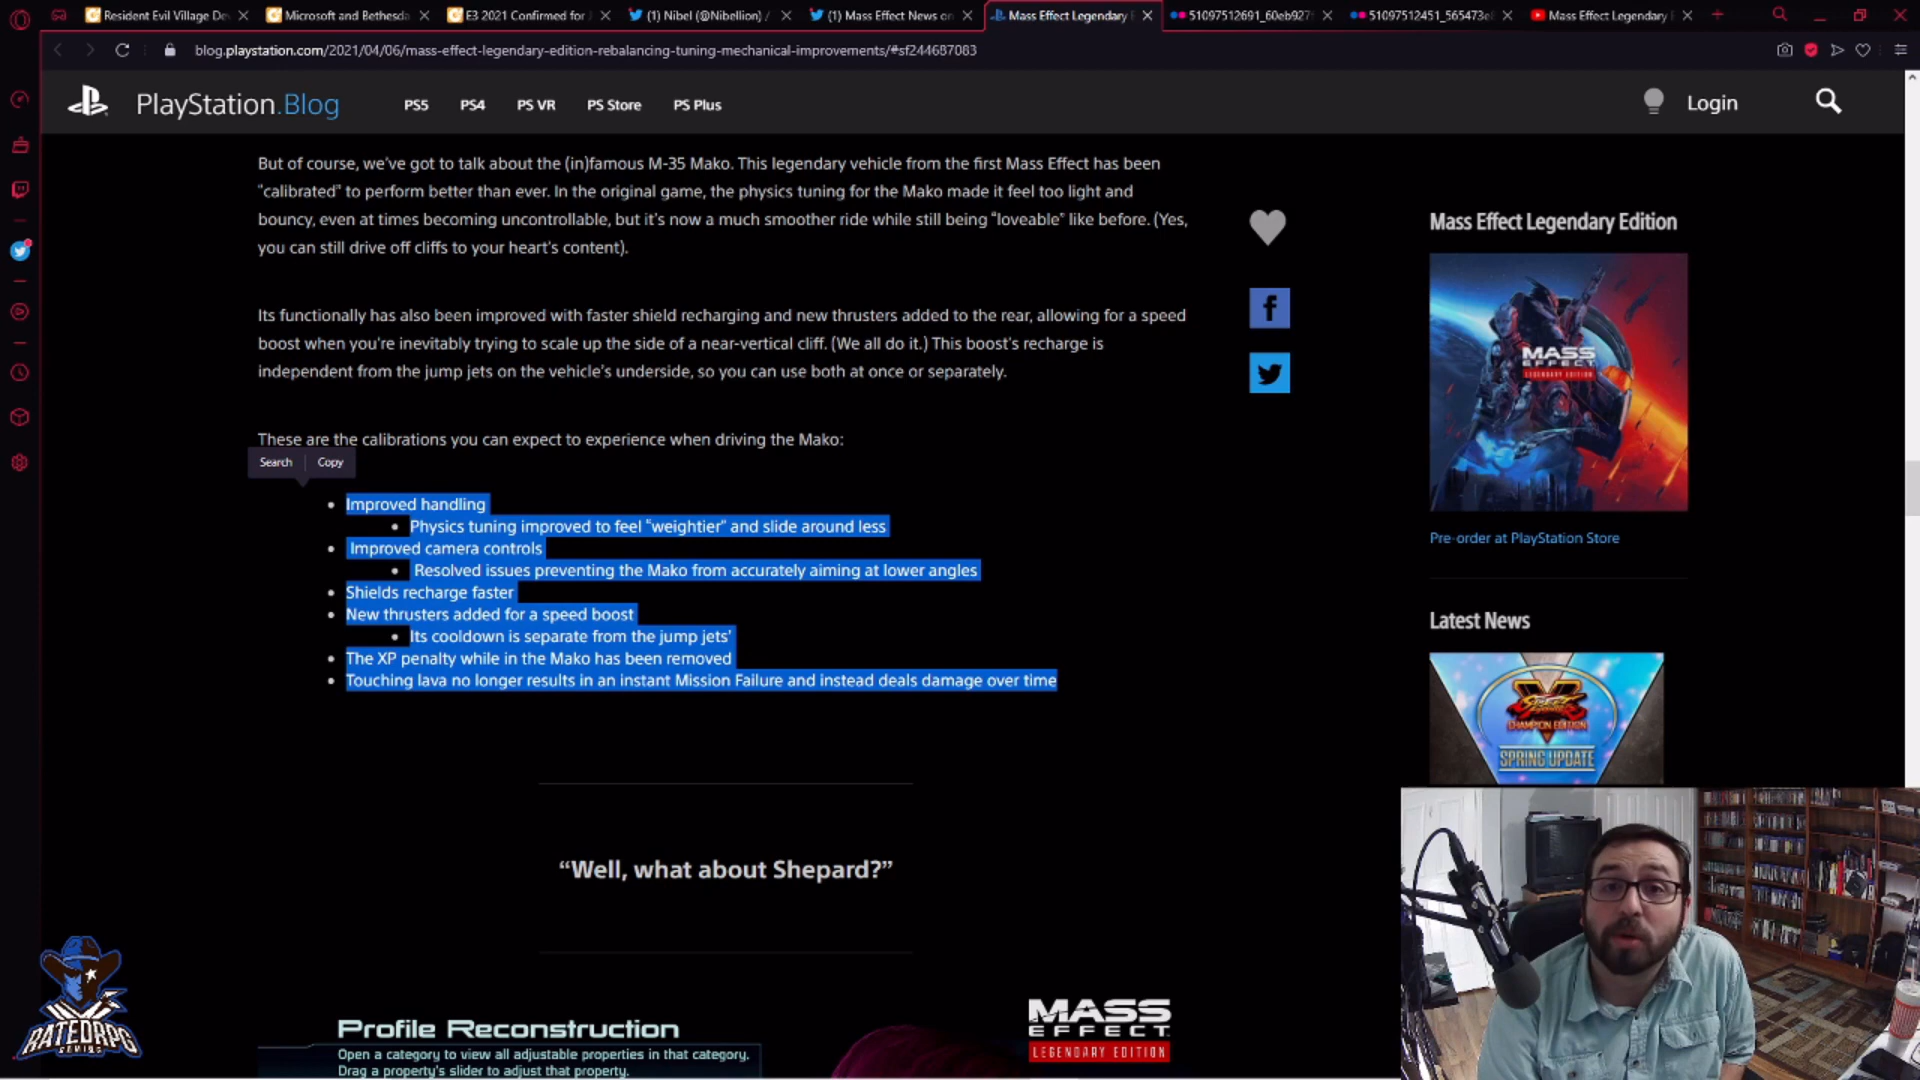 Resident Evil Village De
Microsoft and Bethesda
E3 2021 Confirmed for J
(1) Nibel (@Nibellion) /
(1) Mass Effect News on
Mass Effect Legendary E
51097512691_60eb927
51097512451_565473e
Mass Effect Legendary E
blog.playstation.com/2021/04/06/mass-effect-legendary-edition-rebalancing-tuning-mechanical-improvements/#sf244687083
PlayStation.Blog
PS5
PS4
PS VR
PS Store
PS Plus
Login
But of course, we've got to talk about the (in)famous M-35 Mako. This legendary vehicle from the first Mass Effect has been
“calibrated” to perform better than ever. In the original game, the physics tuning for the Mako made it feel too light and
bouncy, even at times becoming uncontrollable, but it's now a much smoother ride while still being “loveable” like before. (Yes,
you can still drive off cliffs to your heart's content).
Its functionally has also been improved with faster shield recharging and new thrusters added to the rear, allowing for a speed
boost when you're inevitably trying to scale up the side of a near-vertical cliff. (We all do it.) This boost's recharge is
independent from the jump jets on the vehicle's underside, so you can use both at once or separately.
These are the calibrations you can expect to experience when driving the Mako:
Search
Copy
Improved handling
Physics tuning improved to feel “weightier” and slide around less
Improved camera controls
Resolved issues preventing the Mako from accurately aiming at lower angles
Shields recharge faster
New thrusters added for a speed boost
Its cooldown is separate from the jump jets'
The XP penalty while in the Mako has been removed
Touching lava no longer results in an instant Mission Failure and instead deals damage over time
“Well, what about Shepard?”
Profile Reconstruction
Open a category to view all adjustable properties in that category.
Drag a property's slider to adjust that property.
MASS
EFFECT
LEGENDARY EDITION
Mass Effect Legendary Edition
MASS
EFFECT
LEGENDARY EDITION
Pre-order at PlayStation Store
Latest News
STREET FIGHTER
V
CHAMPION EDITION
SPRING UPDATE
RATEDRPG
GAMING